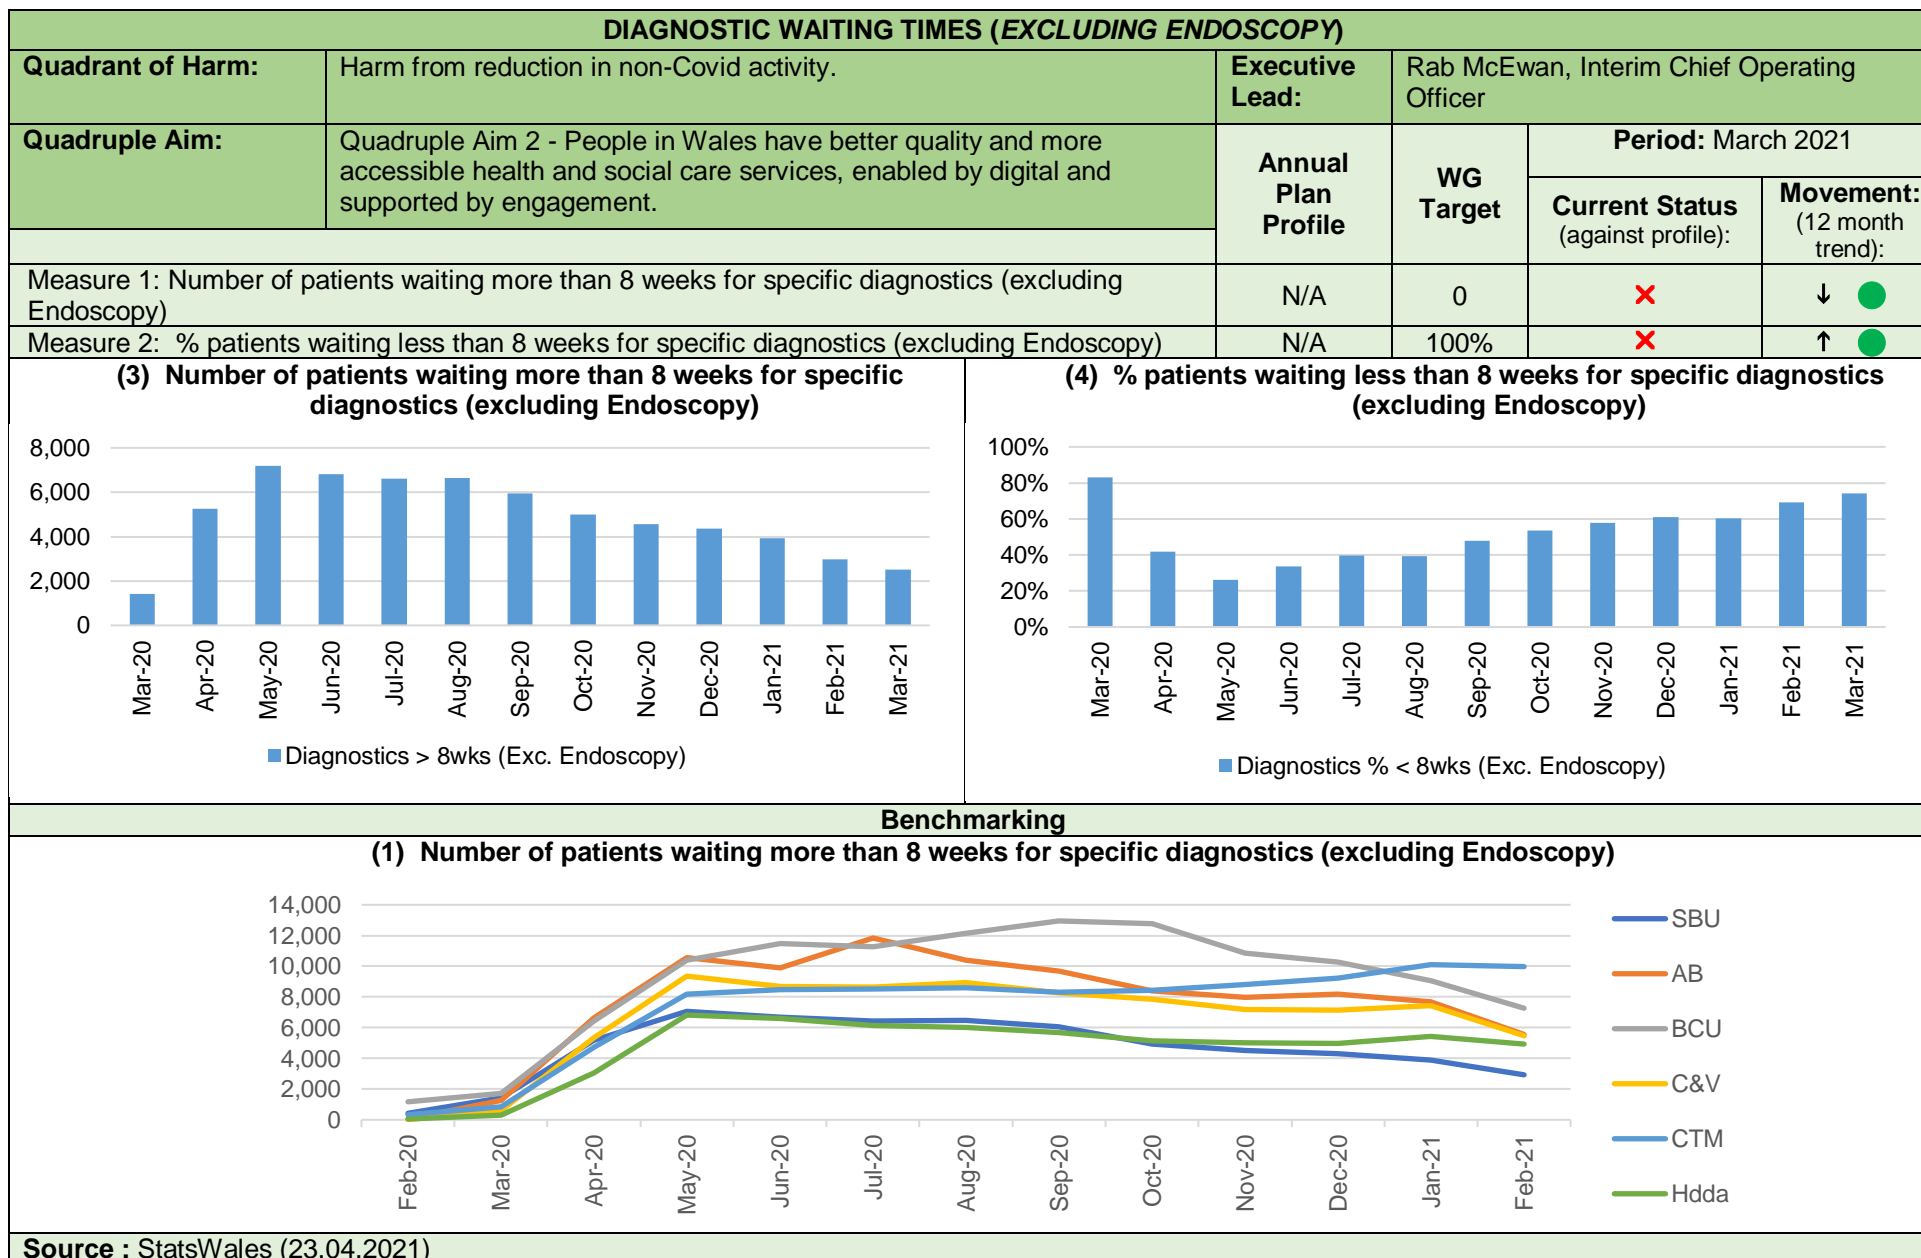 DIAGNOSTIC WAITING TIMES (EXCLUDING ENDOSCOPY)
Quadrant of Harm:
Harm from reduction in non-Covid activity.
Executive
Lead:
Rab McEwan, Interim Chief Operating
Officer
Quadruple Aim:
Quadruple Aim 2 - People in Wales have better quality and more
accessible health and social care services, enabled by digital and
supported by engagement.
Annual
Plan
Profile
WG
Target
Period: March 2021
Current Status
(against profile):
Movement:
(12 month
trend):
Measure 1: Number of patients waiting more than 8 weeks for specific diagnostics (excluding
Endoscopy)
N/A
0
Measure 2: % patients waiting less than 8 weeks for specific diagnostics (excluding Endoscopy)
N/A
100%
(3) Number of patients waiting more than 8 weeks for specific
diagnostics (excluding Endoscopy)
8,000
6,000
4,000
2,000
0
Mar-20
Apr-20
May-20
Jun-20
Jul-20
Aug-20
Sep-20
Oct-20
Nov-20
Dec-20
Jan-21
Feb-21
Mar-21
Diagnostics > 8wks (Exc. Endoscopy)
(4) % patients waiting less than 8 weeks for specific diagnostics
(excluding Endoscopy)
100%
80%
60%
40%
20%
0%
Mar-20
Apr-20
May-20
Jun-20
Jul-20
Aug-20
Sep-20
Oct-20
Nov-20
Dec-20
Jan-21
Feb-21
Mar-21
Diagnostics % < 8wks (Exc. Endoscopy)
Benchmarking
(1) Number of patients waiting more than 8 weeks for specific diagnostics (excluding Endoscopy)
14,000
12,000
10,000
8,000
6,000
4,000
2,000
0
Feb-20
Mar-20
Apr-20
May-20
Jun-20
Jul-20
Aug-20
Sep-20
Oct-20
Nov-20
Dec-20
Jan-21
Feb-21
SBU
AB
BCU
C&V
CTM
Hdda
Source : StatsWales (23.04.2021)